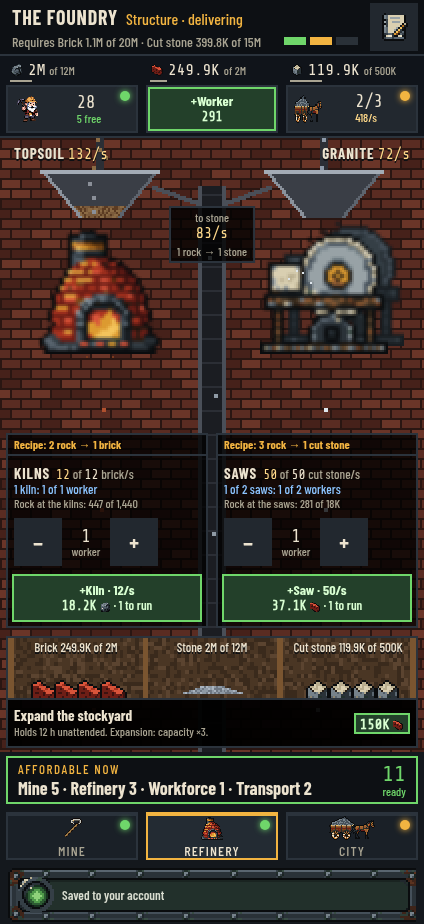 THE FOUNDRY Structure · delivering
Requires Brick 1.1M of 20M · Cut stone 399.8K of 15M
2M of 12M
249.9K of 2M
119.9K of 500K
28
5 free
+Worker
291
2/3
418/s
TOPSOIL 132/s
GRANITE 72/s
to stone
83/s
1 rock → 1 stone
Recipe: 2 rock → 1 brick
KILNS 12 of 12 brick/s
1 kiln: 1 of 1 worker
Rock at the kilns: 447 of 1,440
−
1
worker
+
+Kiln · 12/s
18.2K · 1 to run
Recipe: 3 rock → 1 cut stone
SAWS 50 of 50 cut stone/s
1 of 2 saws: 1 of 2 workers
Rock at the saws: 281 of 18K
−
1
worker
+
+Saw · 50/s
37.1K · 1 to run
Brick 249.9K of 2M
Stone 2M of 12M
Cut stone 119.9K of 500K
Expand the stockyard
Holds 12 h unattended. Expansion: capacity ×3.
150K
AFFORDABLE NOW
Mine 5 · Refinery 3 · Workforce 1 · Transport 2
11
ready
MINE
REFINERY
CITY
Saved to your account